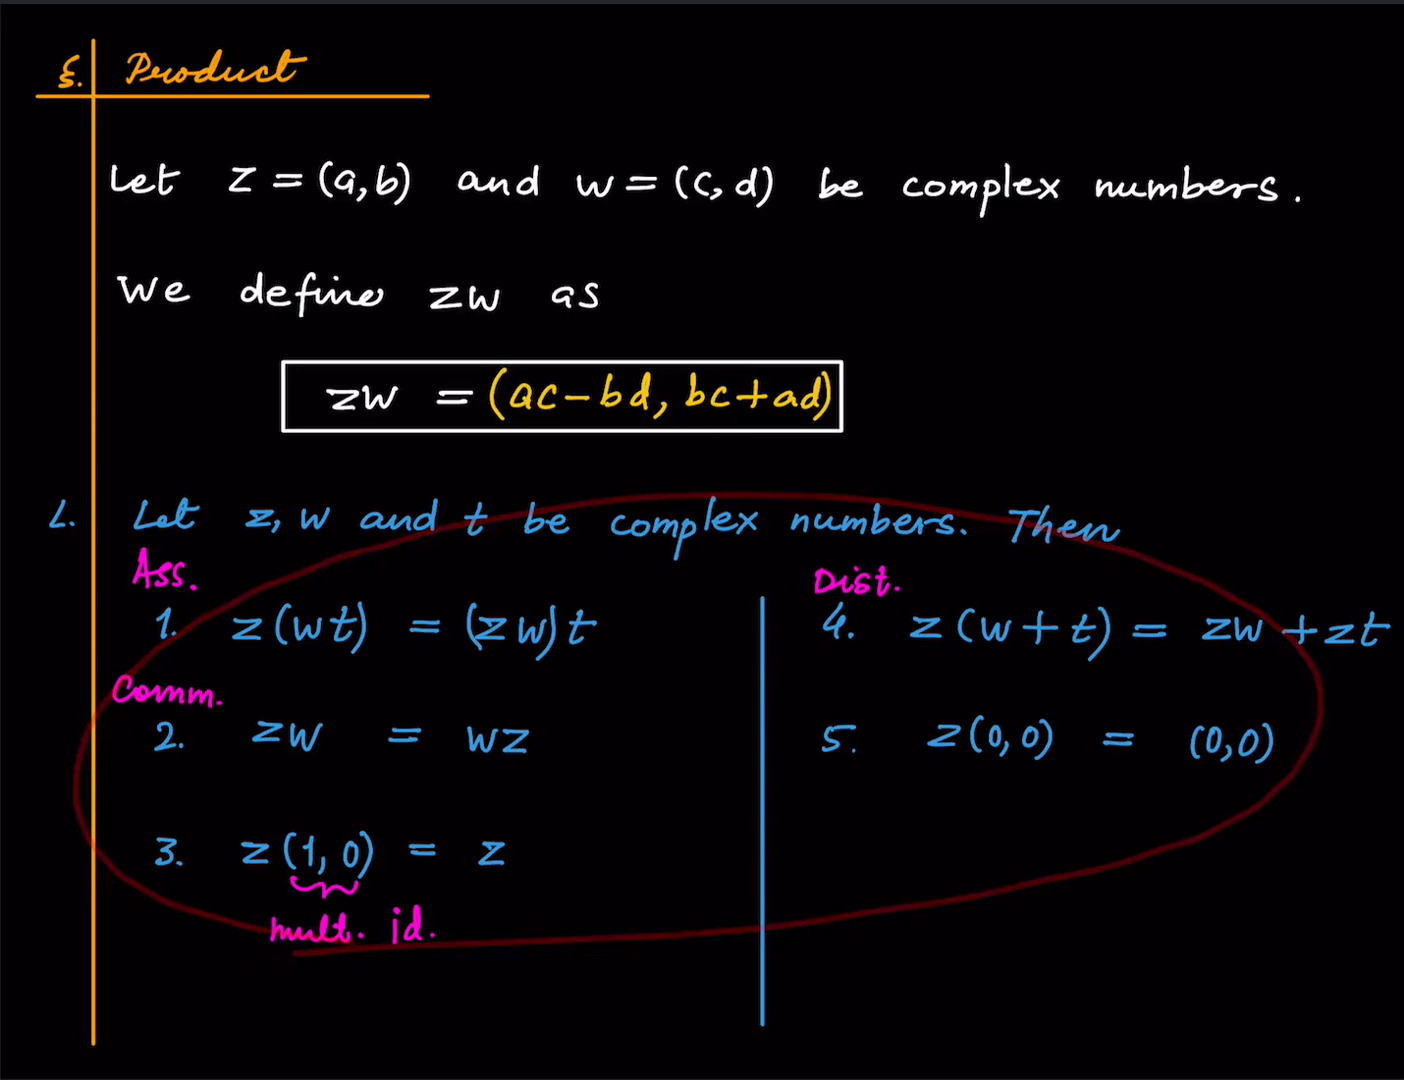 §. Product
Let z = (a,b) and w = (c,d) be complex numbers.
We define zw as
zw = (ac-bd, bc+ad)
L. Let z, w and t be complex numbers. Then
Ass.
1. z(wt) = (zw)t
Comm.
2. zw = wz
3. z(1,0) = z
mult. id.
Dist.
4. z(w+t) = zw+zt
5. z(0,0) = (0,0)